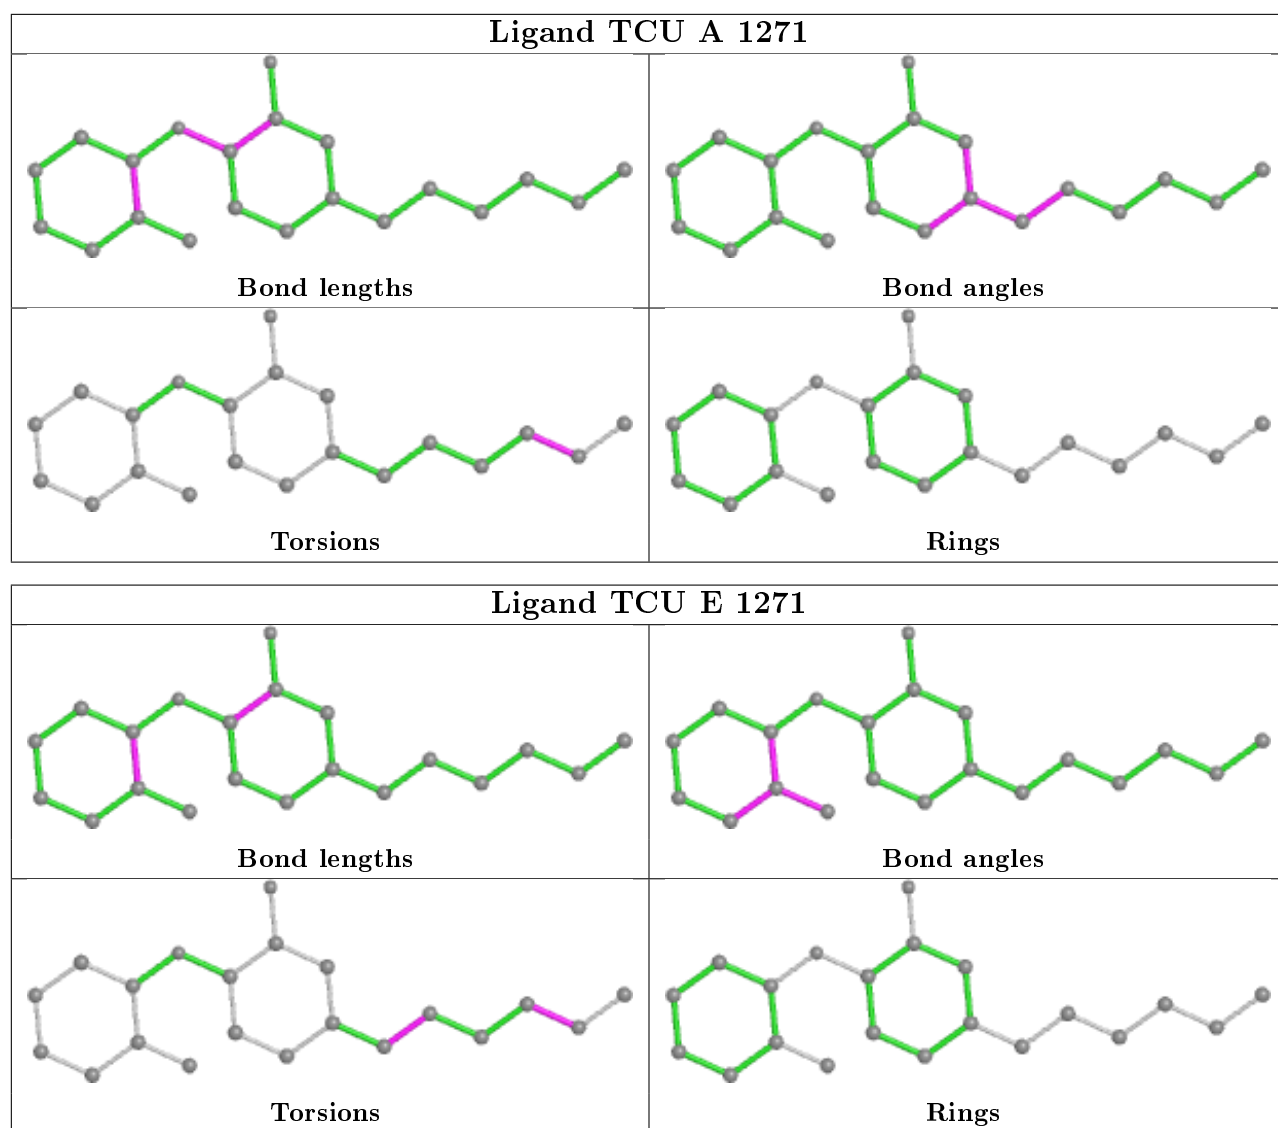 Ligand TCU A 1271
Bond lengths
Bond angles
Torsions
Rings
Ligand TCU E 1271
Bond lengths
Bond angles
Torsions
Rings